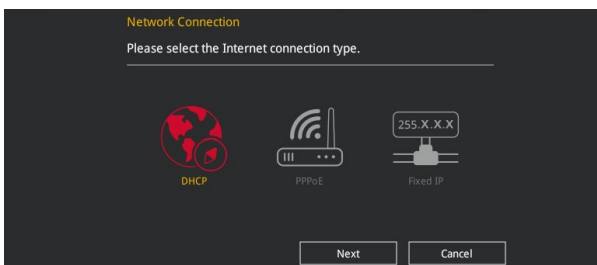 Network Connection
Please select the Internet connection type.
255.X.X.X
DHCP
PPPoE
Fixed IP
Next
Cancel